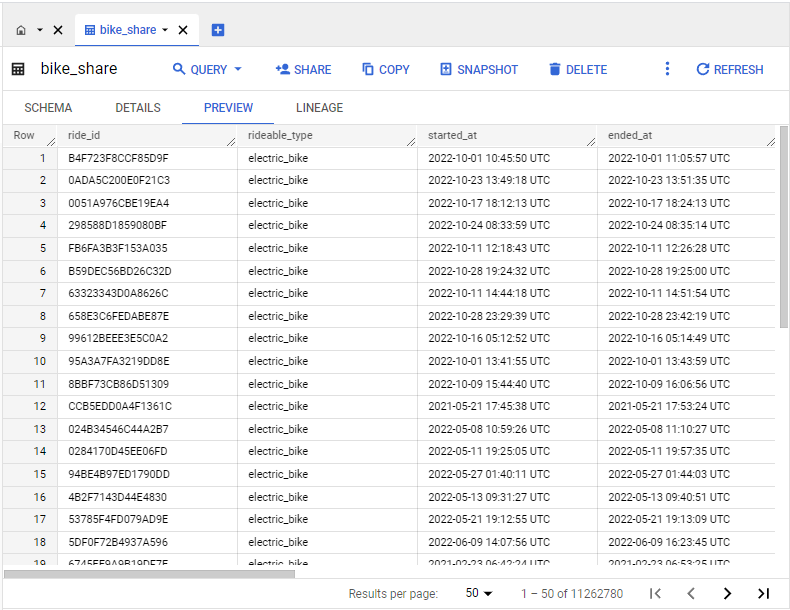 bike_share
bike_share QUERY SHARE COPY SNAPSHOT DELETE REFRESH
SCHEMA DETAILS PREVIEW LINEAGE
Row ride_id rideable_type started_at ended_at
1 B4F723F8CCF85D9F electric_bike 2022-10-01 10:45:50 UTC 2022-10-01 11:05:57 UTC
2 0ADA5C200E0F21C3 electric_bike 2022-10-23 13:49:18 UTC 2022-10-23 13:51:35 UTC
3 0051A976CBE19EA4 electric_bike 2022-10-17 18:12:13 UTC 2022-10-17 18:24:13 UTC
4 298588D1859080BF electric_bike 2022-10-24 08:33:59 UTC 2022-10-24 08:35:14 UTC
5 FB6FA3B3F153A035 electric_bike 2022-10-11 12:18:43 UTC 2022-10-11 12:26:28 UTC
6 B59DEC56BD26C32D electric_bike 2022-10-28 19:24:32 UTC 2022-10-28 19:25:00 UTC
7 63323343D0A8626C electric_bike 2022-10-11 14:44:18 UTC 2022-10-11 14:51:54 UTC
8 658E3C6FEDABE87E electric_bike 2022-10-28 23:29:39 UTC 2022-10-28 23:42:19 UTC
9 99612BEEE3E5C0A2 electric_bike 2022-10-16 05:12:52 UTC 2022-10-16 05:14:49 UTC
10 95A3A7FA3219DD8E electric_bike 2022-10-01 13:41:55 UTC 2022-10-01 13:43:59 UTC
11 8BBF73CB86D51309 electric_bike 2022-10-09 15:44:40 UTC 2022-10-09 16:06:56 UTC
12 CCB5EDD0A4F1361C electric_bike 2021-05-21 17:45:38 UTC 2021-05-21 17:53:24 UTC
13 024B34546C44A2B7 electric_bike 2022-05-08 10:59:26 UTC 2022-05-08 11:10:27 UTC
14 0284170D45EE06FD electric_bike 2022-05-11 19:25:05 UTC 2022-05-11 19:57:35 UTC
15 94BE4B97ED1790DD electric_bike 2022-05-27 01:40:11 UTC 2022-05-27 01:44:03 UTC
16 4B2F7143D44E4830 electric_bike 2022-05-13 09:31:27 UTC 2022-05-13 09:40:51 UTC
17 53785F4FD079AD9E electric_bike 2022-05-21 19:12:55 UTC 2022-05-21 19:13:09 UTC
18 5DF0F72B4937A596 electric_bike 2022-06-09 14:07:56 UTC 2022-06-09 16:23:45 UTC
19 electric_bike 2021-02-23 06:42:24 UTC 2021-02-23 06:53:25 UTC
Results per page: 50 1 – 50 of 11262780